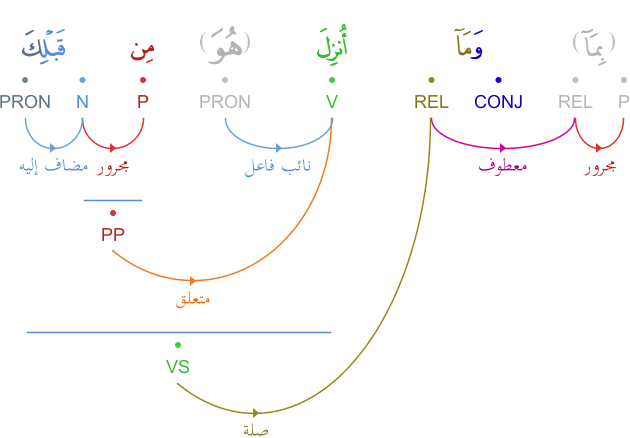 (بِمَآ) وَمَآ أُنزِلَ (هُوَ) مِن قَبْلِكَ
P REL CONJ REL V PRON P N PRON
مجرور معطوف نائب فاعل مجرور مضاف إليه
PP
متعلق
VS
صلة